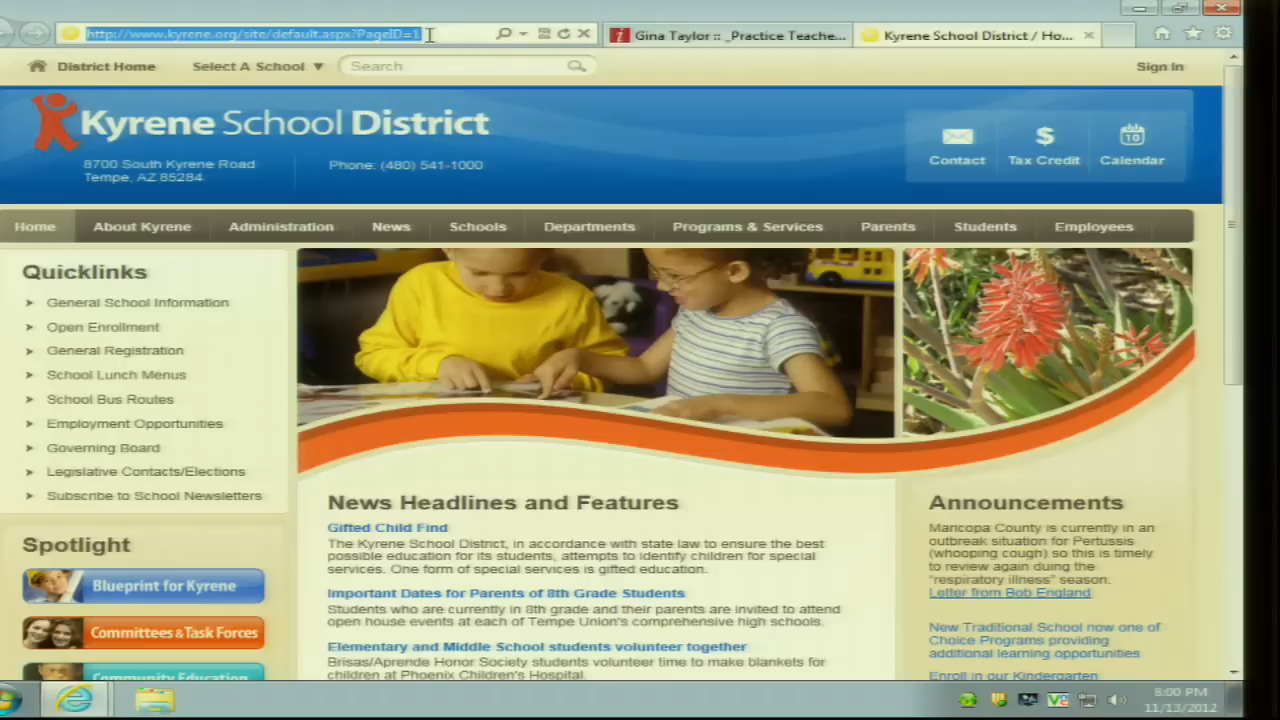 http://www.kyrene.org/site/default.aspx?PageID=1
Gina Taylor :: _Practice Teache...
Kyrene School District / Ho...
District Home
Select A School
Search
Sign In
Kyrene School District
8700 South Kyrene Road
Tempe, AZ 85284
Phone: (480) 541-1000
Contact
$
Tax Credit
10
Calendar
Home
About Kyrene
Administration
News
Schools
Departments
Programs & Services
Parents
Students
Employees
Quicklinks
General School Information
Open Enrollment
General Registration
School Lunch Menus
School Bus Routes
Employment Opportunities
Governing Board
Legislative Contacts/Elections
Subscribe to School Newsletters
Spotlight
Blueprint for Kyrene
Committees & Task Forces
Community Education
News Headlines and Features
Gifted Child Find
The Kyrene School District, in accordance with state law to ensure the best
possible education for its students, attempts to identify children for special
services. One form of special services is gifted education.
Important Dates for Parents of 8th Grade Students
Students who are currently in 8th grade and their parents are invited to attend
open house events at each of Tempe Union's comprehensive high schools.
Elementary and Middle School students volunteer together
Brisas/Aprende Honor Society students volunteer time to make blankets for
children at Phoenix Children's Hospital.
Announcements
Maricopa County is currently in an
outbreak situation for Pertussis
(whooping cough) so this is timely
to review again duing the
"respiratory illness" season.
Letter from Bob England
New Traditional School now one of
Choice Programs providing
additional learning opportunities
Enroll in our Kindergarten
8:00 PM
11/13/2012